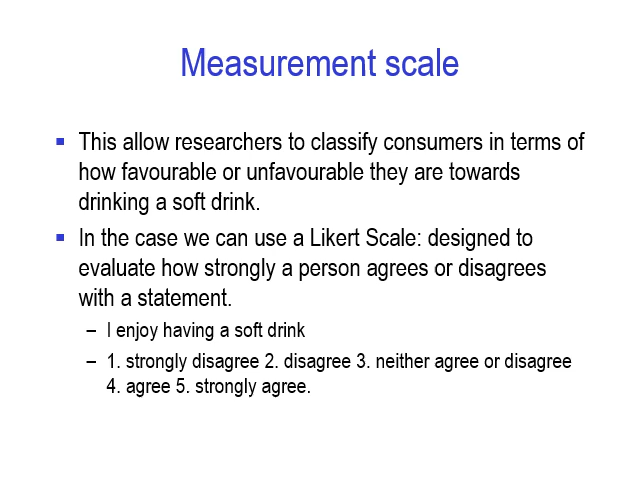 Measurement scale
▪ This allow researchers to classify consumers in terms of
how favourable or unfavourable they are towards
drinking a soft drink.
▪ In the case we can use a Likert Scale: designed to
evaluate how strongly a person agrees or disagrees
with a statement.
– I enjoy having a soft drink
– 1. strongly disagree 2. disagree 3. neither agree or disagree
4. agree 5. strongly agree.